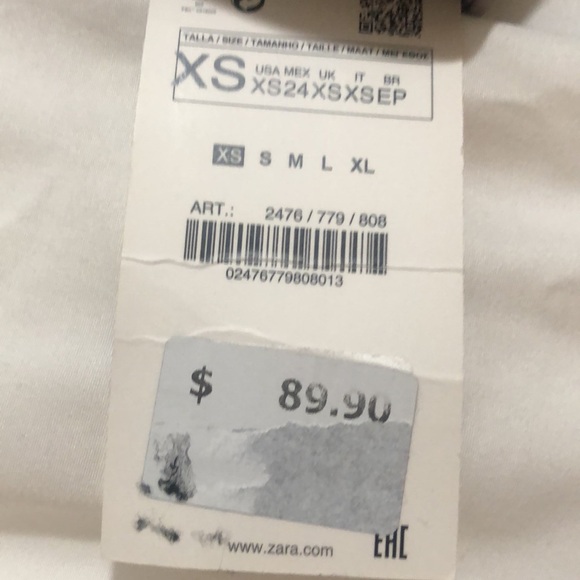 TALLA / SIZE / TAMANHO / TAILLE / MAAT /
XS USA MEX UK IT BR
XS 24 XS XS EP
XS S M L XL
ART.: 2476 / 779 / 808
02476779808013
$ 89.90
www.zara.com EAC